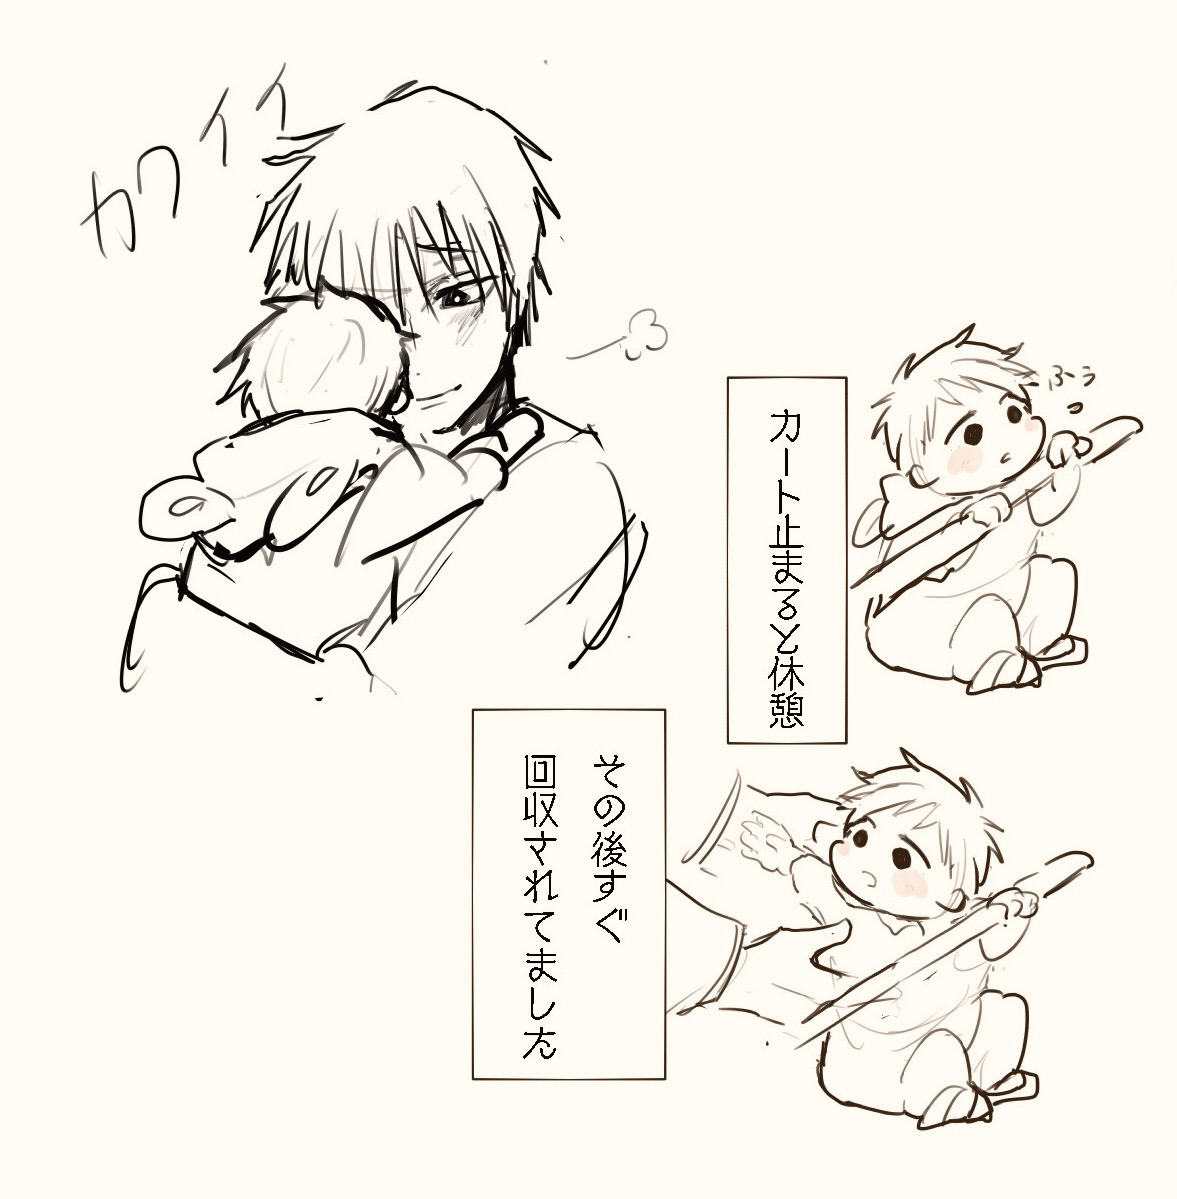 カワイイ
ふーぅ
カート止まると休憩
その後すぐ
回収されてました